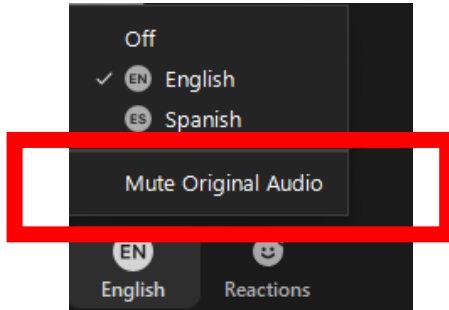 Off
EN English
ES Spanish
Mute Original Audio
EN
English Reactions